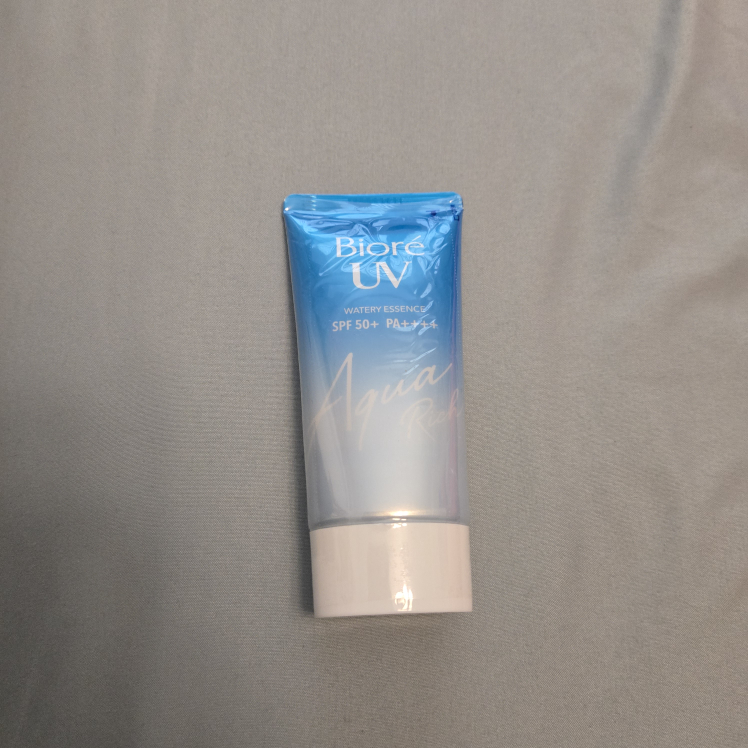 Bioré
UV
WATERY ESSENCE
SPF 50+ PA++++
Aqua
Rich